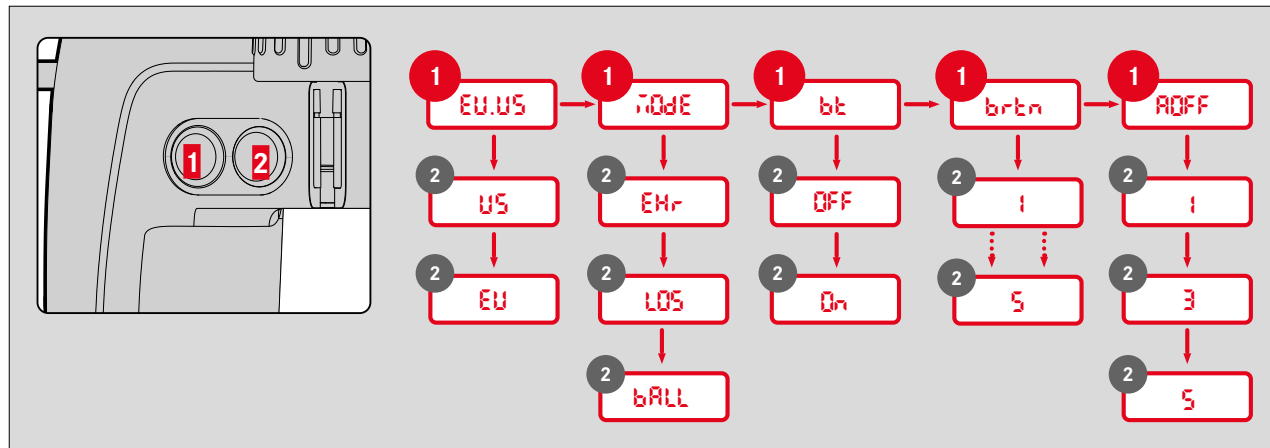 1 2
1 1 1 1 1
EU.US MOdE bt brtn AOFF
2 2 2 2 2
US EHr OFF 1 1
2 2 2 2 2
EU LOS On 5 3
2 2
bALL 5